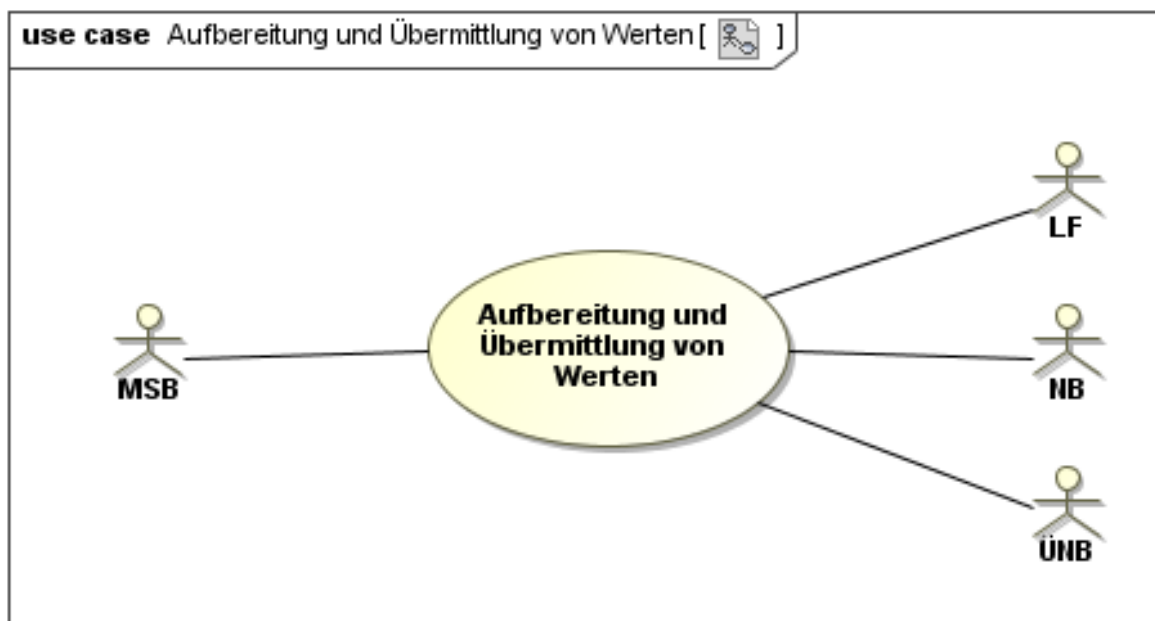 use case Aufbereitung und Übermittlung von Werten [ ]
LF
Aufbereitung und
Übermittlung von
Werten
MSB
NB
ÜNB